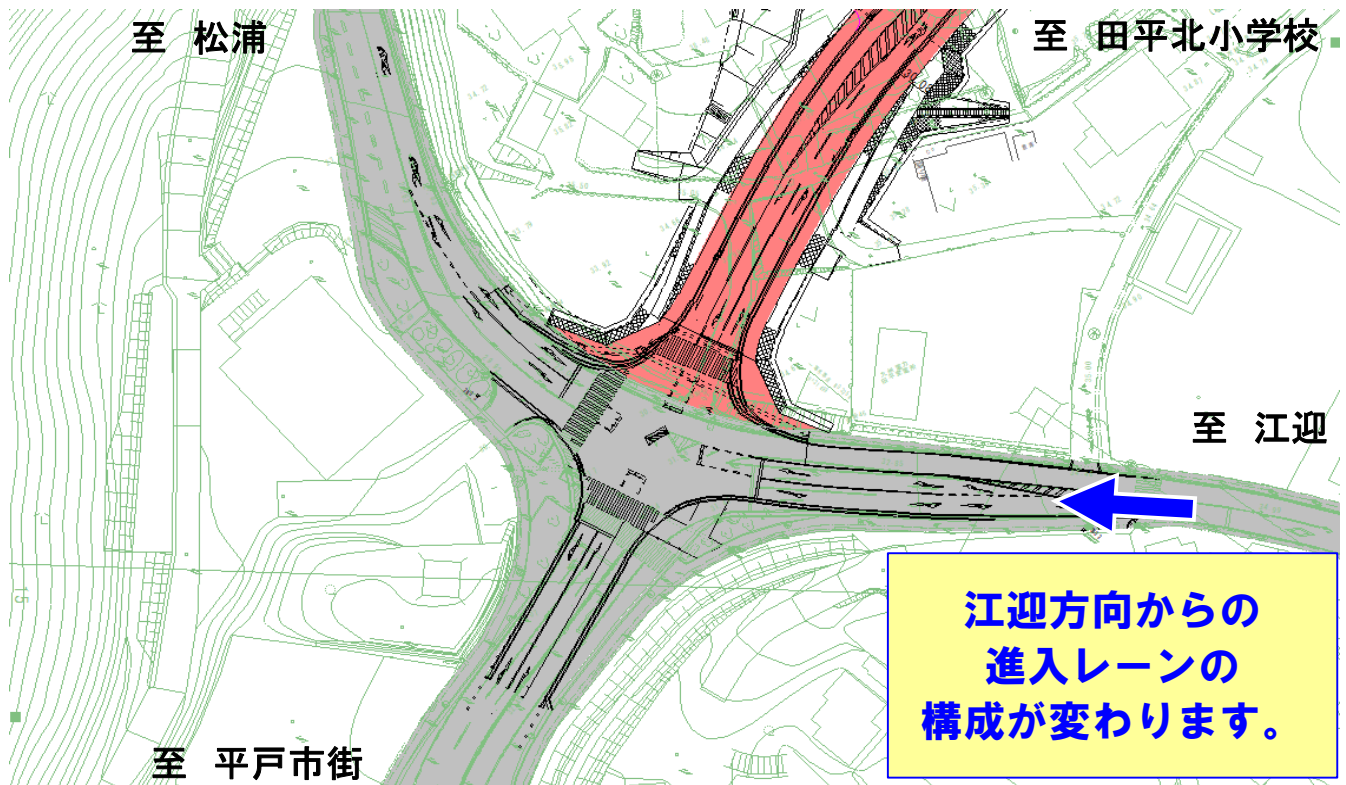 至 松浦
至 田平北小学校
至 江迎
江迎方向からの
進入レーンの
構成が変わります。
至 平戸市街